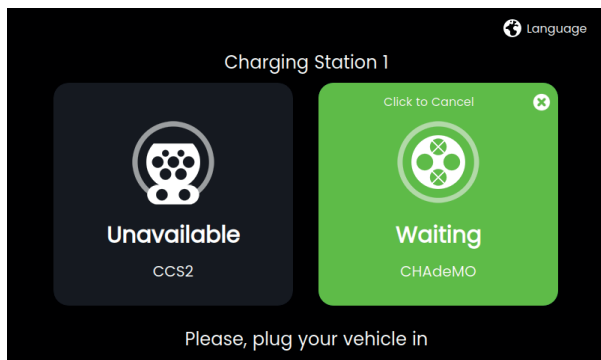 Language
Charging Station 1
Click to Cancel
Unavailable
CCS2
Waiting
CHAdeMO
Please, plug your vehicle in